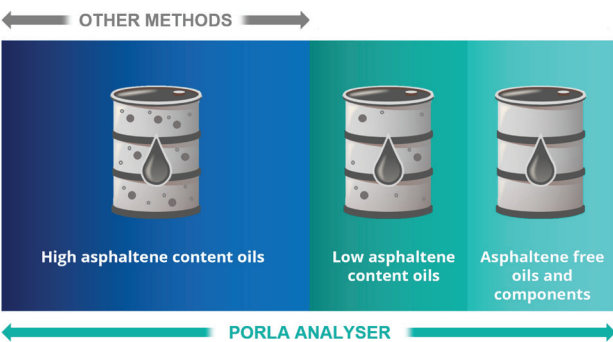 OTHER METHODS
High asphaltene content oils
Low asphaltene
content oils
Asphaltene free
oils and
components
PORLA ANALYSER